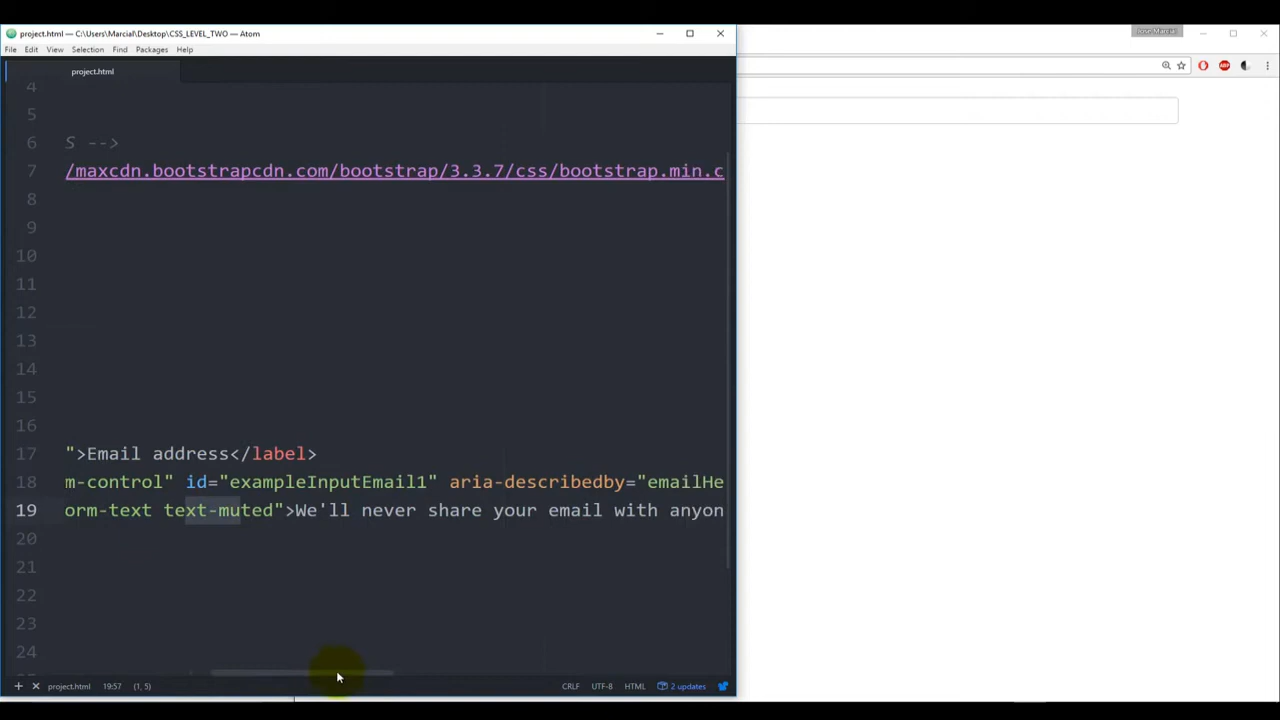 project.html — C:\Users\Marcial\Desktop\CSS_LEVEL_TWO — Atom
Jose Marcial
File Edit View Selection Find Packages Help
project.html
4
5
6 S -->
7 /maxcdn.bootstrapcdn.com/bootstrap/3.3.7/css/bootstrap.min.c
8
9
10
11
12
13
14
15
16
17 ">Email address</label>
18 m-control" id="exampleInputEmail1" aria-describedby="emailHe
19 orm-text text-muted">We'll never share your email with anyon
20
21
22
23
24
project.html 19:57 (1, 5) CRLF UTF-8 HTML 2 updates